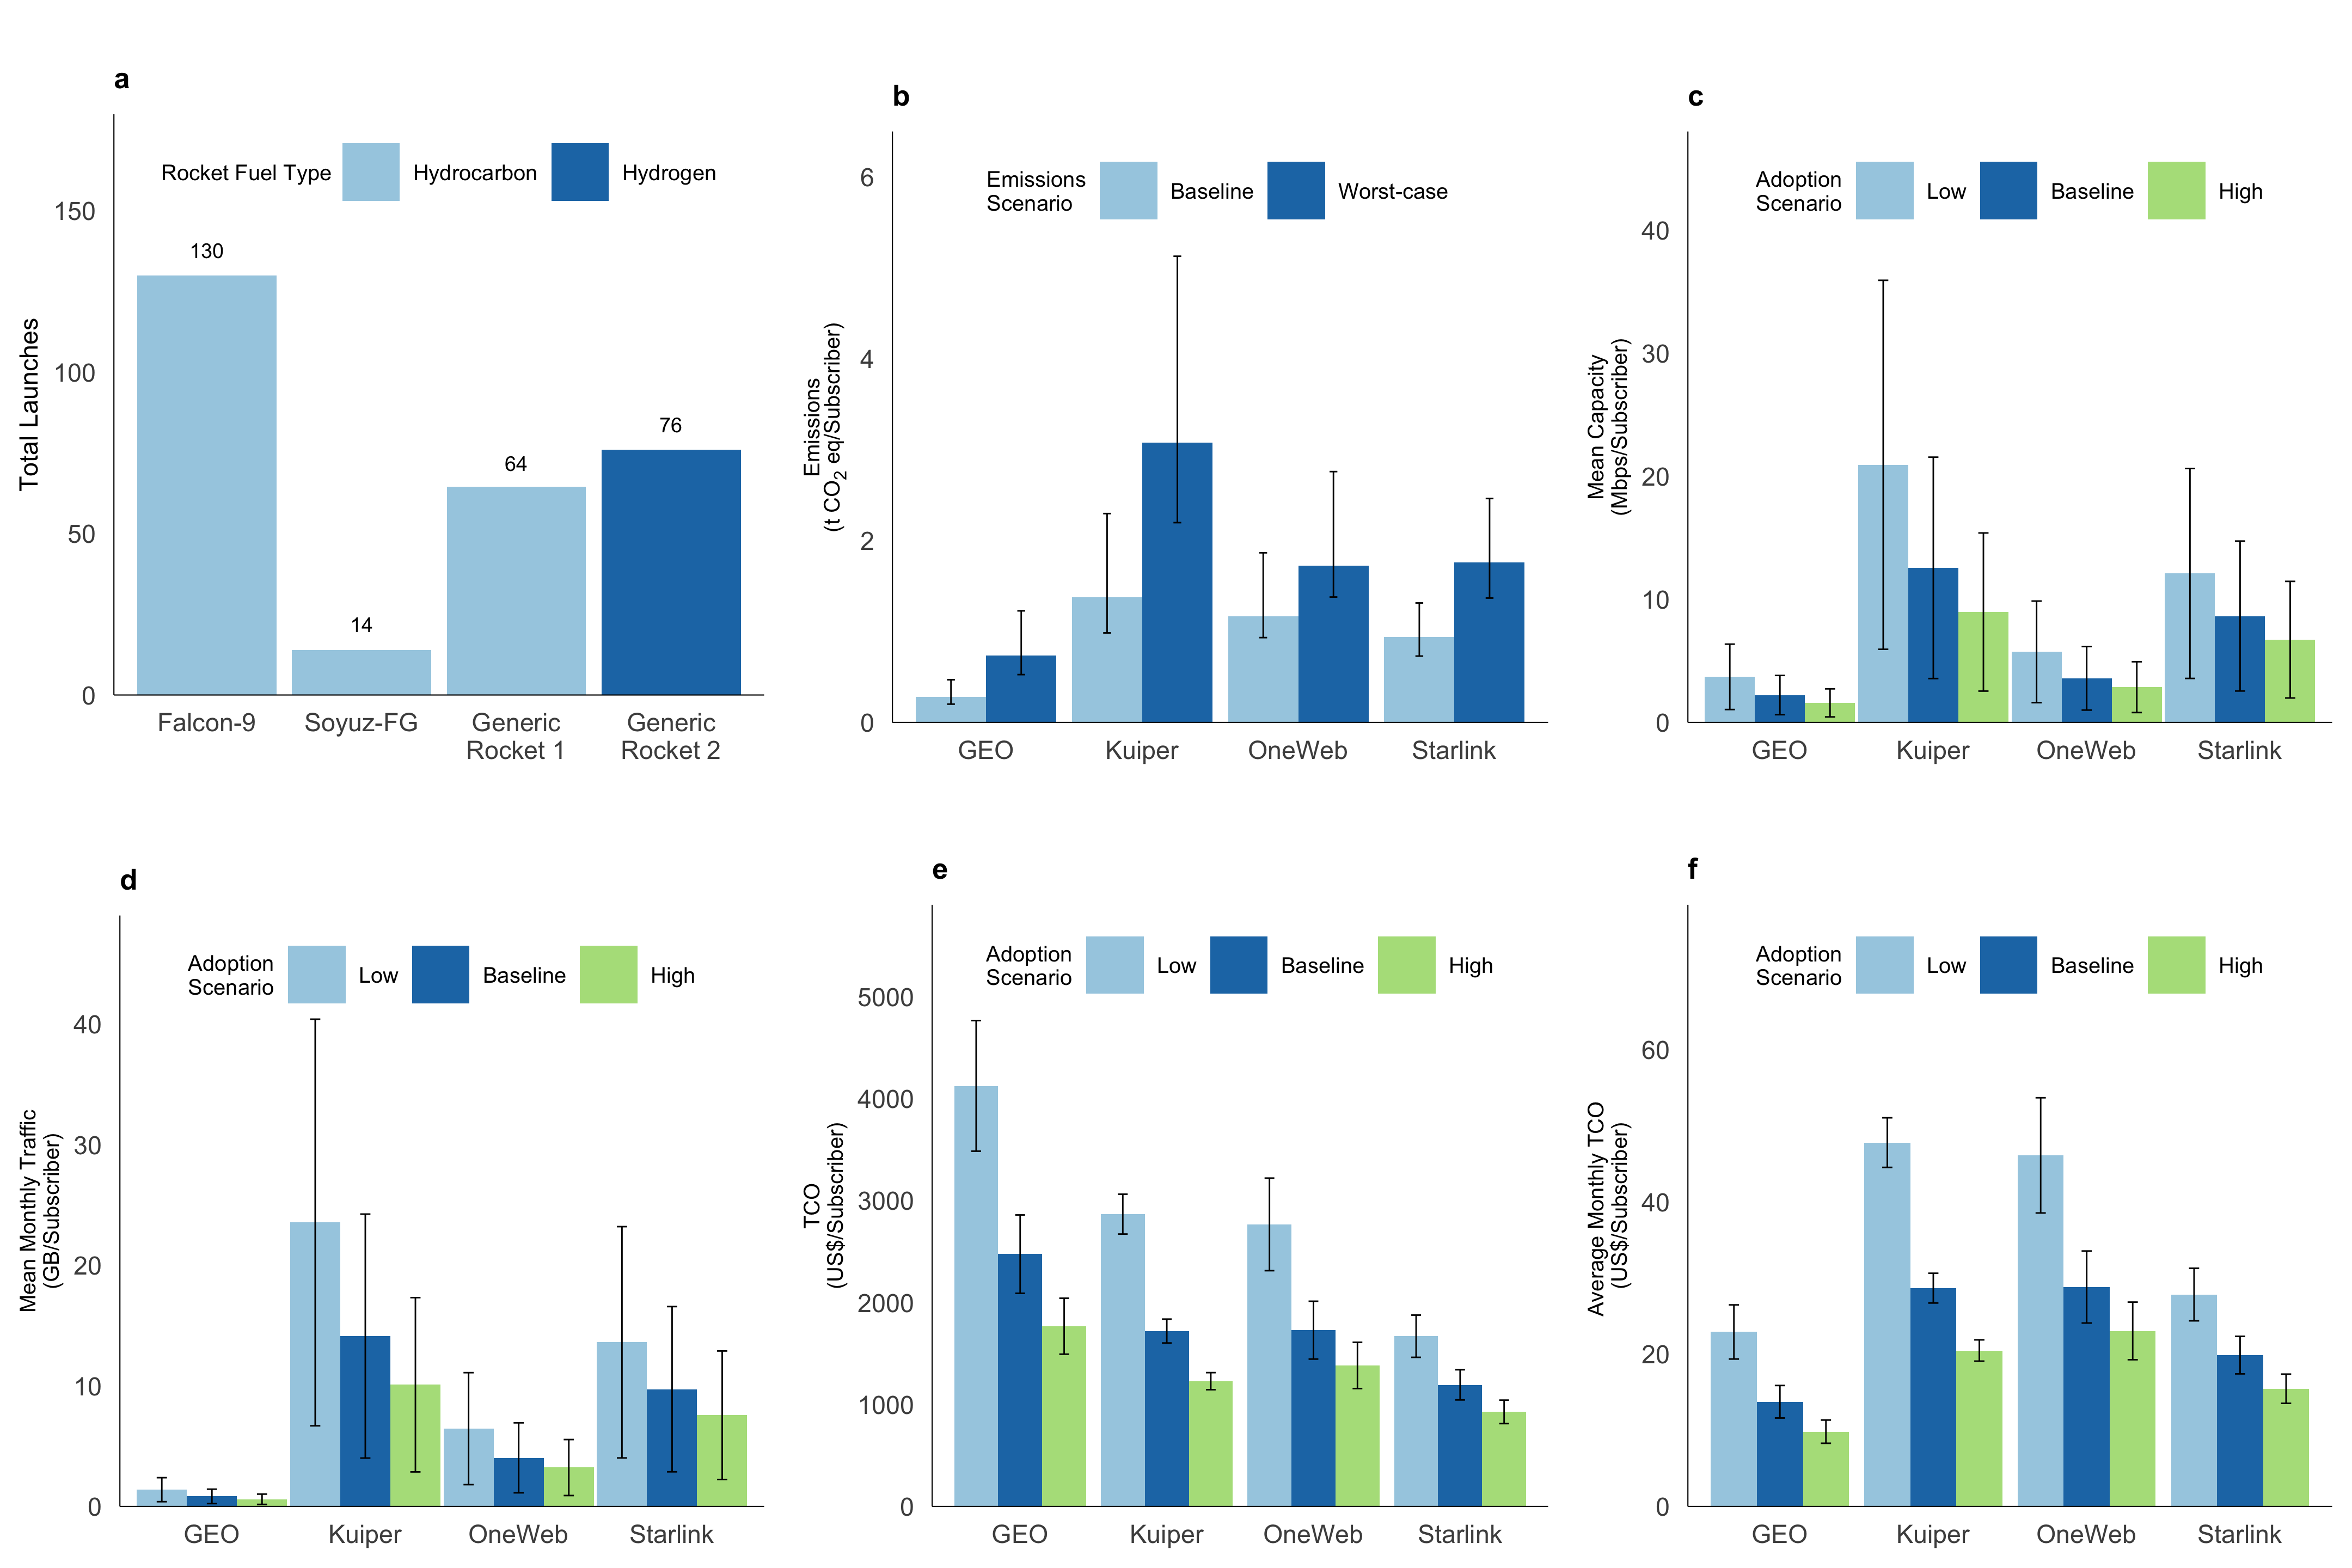 a
Rocket Fuel Type Hydrocarbon Hydrogen
Total Launches
150
100
50
0
130
14
64
76
Falcon-9 Soyuz-FG Generic Generic
Rocket 1 Rocket 2
b
Emissions
Scenario
Baseline Worst-case
Emissions
(t CO2 eq/Subscriber)
6
4
2
0
GEO Kuiper OneWeb Starlink
c
Adoption
Scenario
Low Baseline High
Mean Capacity
(Mbps/Subscriber)
40
30
20
10
0
GEO Kuiper OneWeb Starlink
d
Adoption
Scenario
Low Baseline High
Mean Monthly Traffic
(GB/Subscriber)
40
30
20
10
0
GEO Kuiper OneWeb Starlink
e
Adoption
Scenario
Low Baseline High
TCO
(US$/Subscriber)
5000
4000
3000
2000
1000
0
GEO Kuiper OneWeb Starlink
f
Adoption
Scenario
Low Baseline High
Average Monthly TCO
(US$/Subscriber)
60
40
20
0
GEO Kuiper OneWeb Starlink